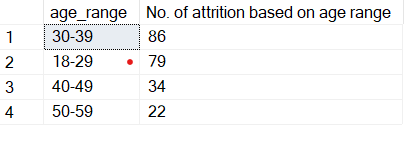 age_range No. of attrition based on age range
1 30-39 86
2 18-29 79
3 40-49 34
4 50-59 22